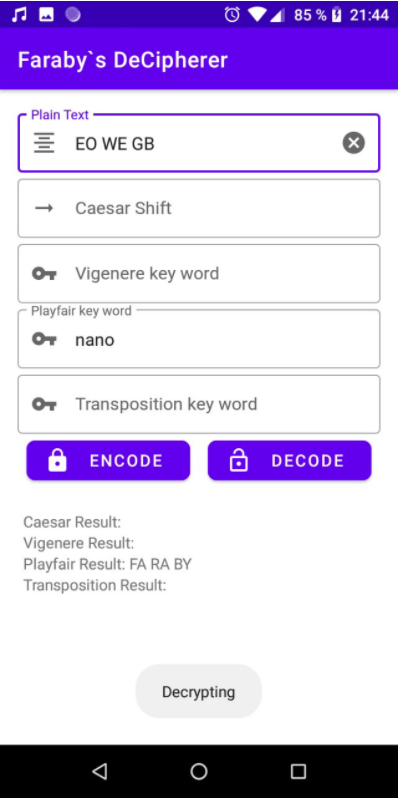 85 % 21:44
Faraby`s DeCipherer
Plain Text
EO WE GB
Caesar Shift
Vigenere key word
Playfair key word
nano
Transposition key word
ENCODE DECODE
Caesar Result:
Vigenere Result:
Playfair Result: FA RA BY
Transposition Result:
Decrypting